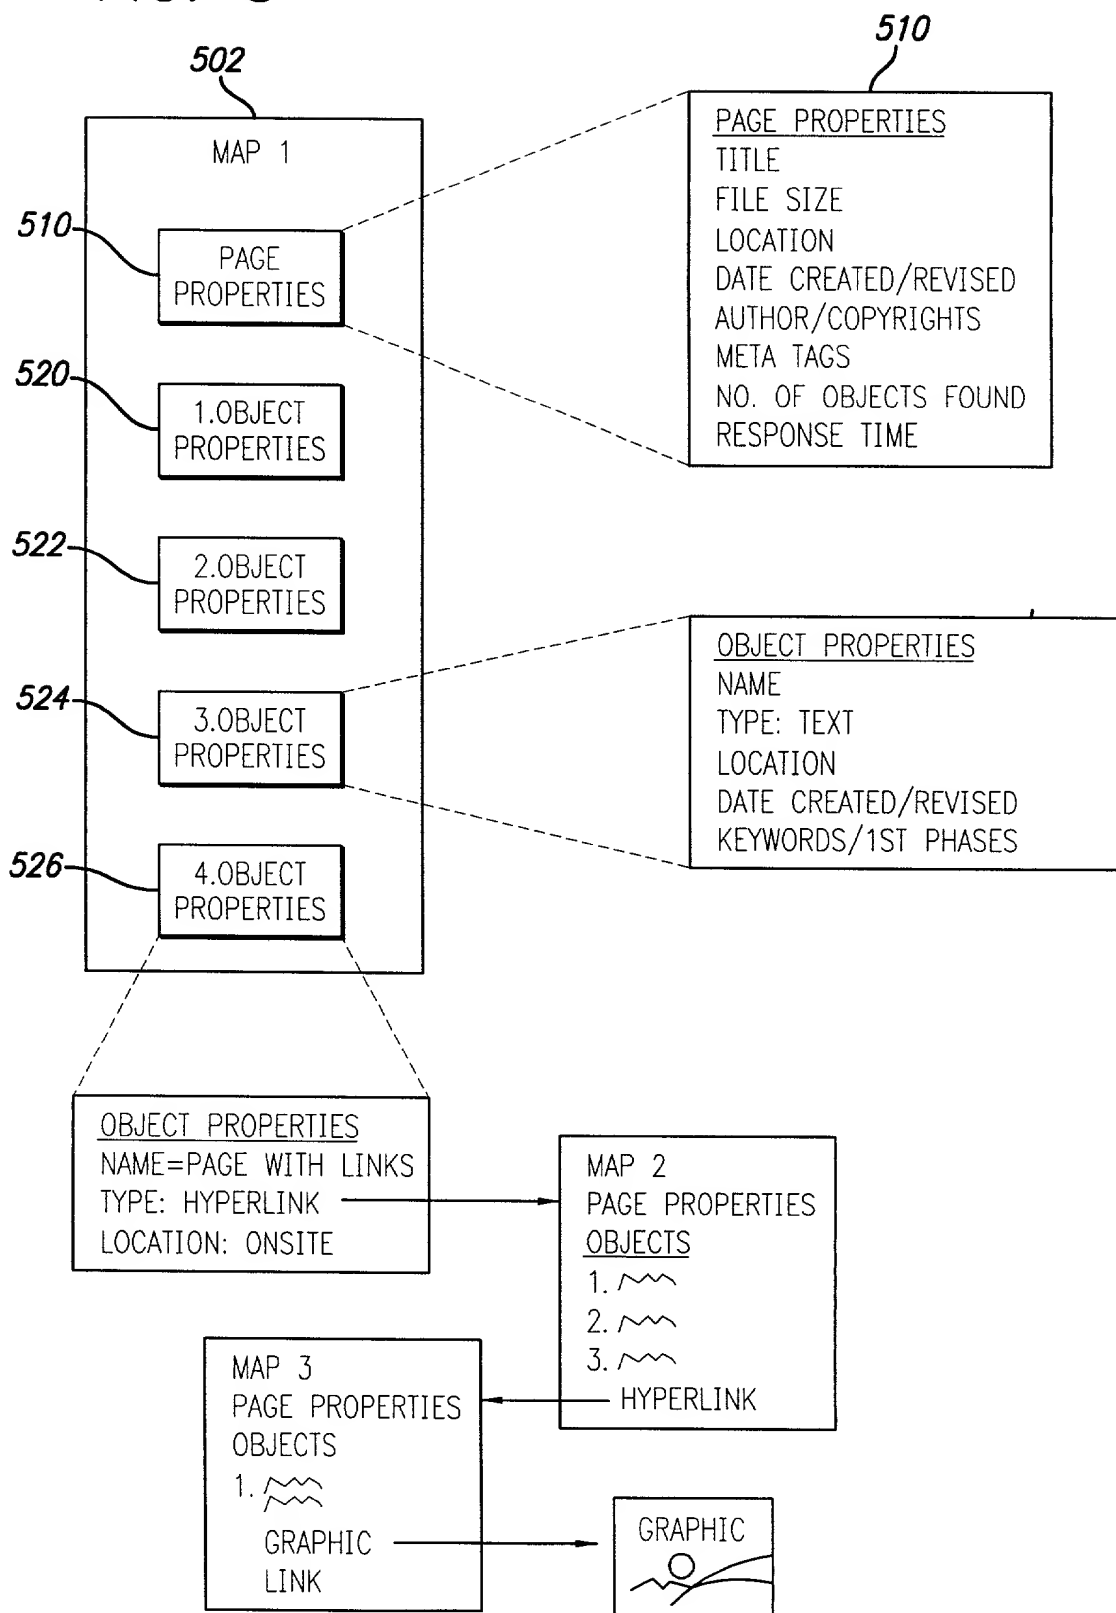 502
MAP 1
510
PAGE
PROPERTIES
520
1.OBJECT
PROPERTIES
522
2.OBJECT
PROPERTIES
524
3.OBJECT
PROPERTIES
526
4.OBJECT
PROPERTIES
510
PAGE PROPERTIES
TITLE
FILE SIZE
LOCATION
DATE CREATED/REVISED
AUTHOR/COPYRIGHTS
META TAGS
NO. OF OBJECTS FOUND
RESPONSE TIME
OBJECT PROPERTIES
NAME
TYPE: TEXT
LOCATION
DATE CREATED/REVISED
KEYWORDS/1ST PHASES
OBJECT PROPERTIES
NAME=PAGE WITH LINKS
TYPE: HYPERLINK
LOCATION: ONSITE
MAP 2
PAGE PROPERTIES
OBJECTS
1.
2.
3.
HYPERLINK
MAP 3
PAGE PROPERTIES
OBJECTS
1.
GRAPHIC
LINK
GRAPHIC